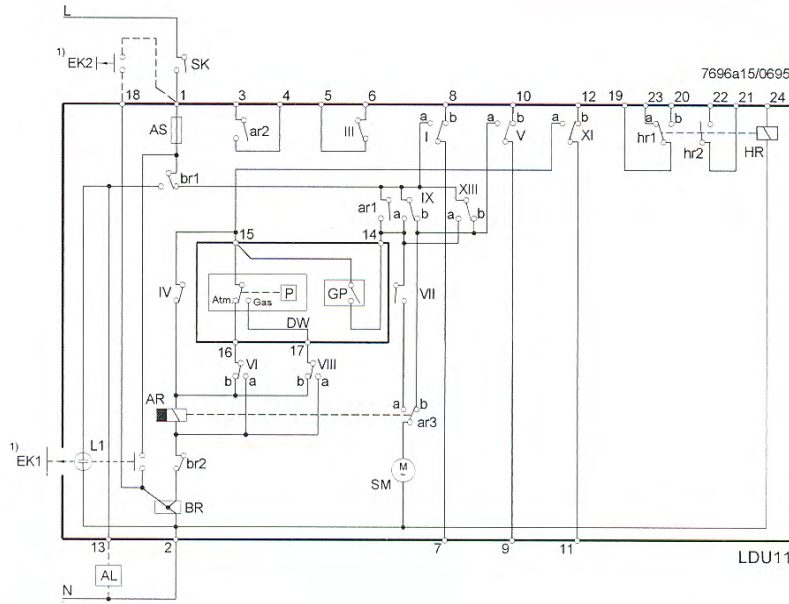 L
1) EK2 SK
7696a15/0695
18 1 3 4 5 6 8 10 12 19 23 20 22 21 24
AS ar2 III a b I a b V a b XI a b hr1 hr2 HR
br1
ar1 IX XIII
a b a b
15 14
IV P GP VII
Atm. Gas
DW
16 17
VI VIII
b a b a
AR a b
ar3
1) EK1 L1 br2 M ~
SM
BR
13 2 7 9 11
LDU11
AL
N